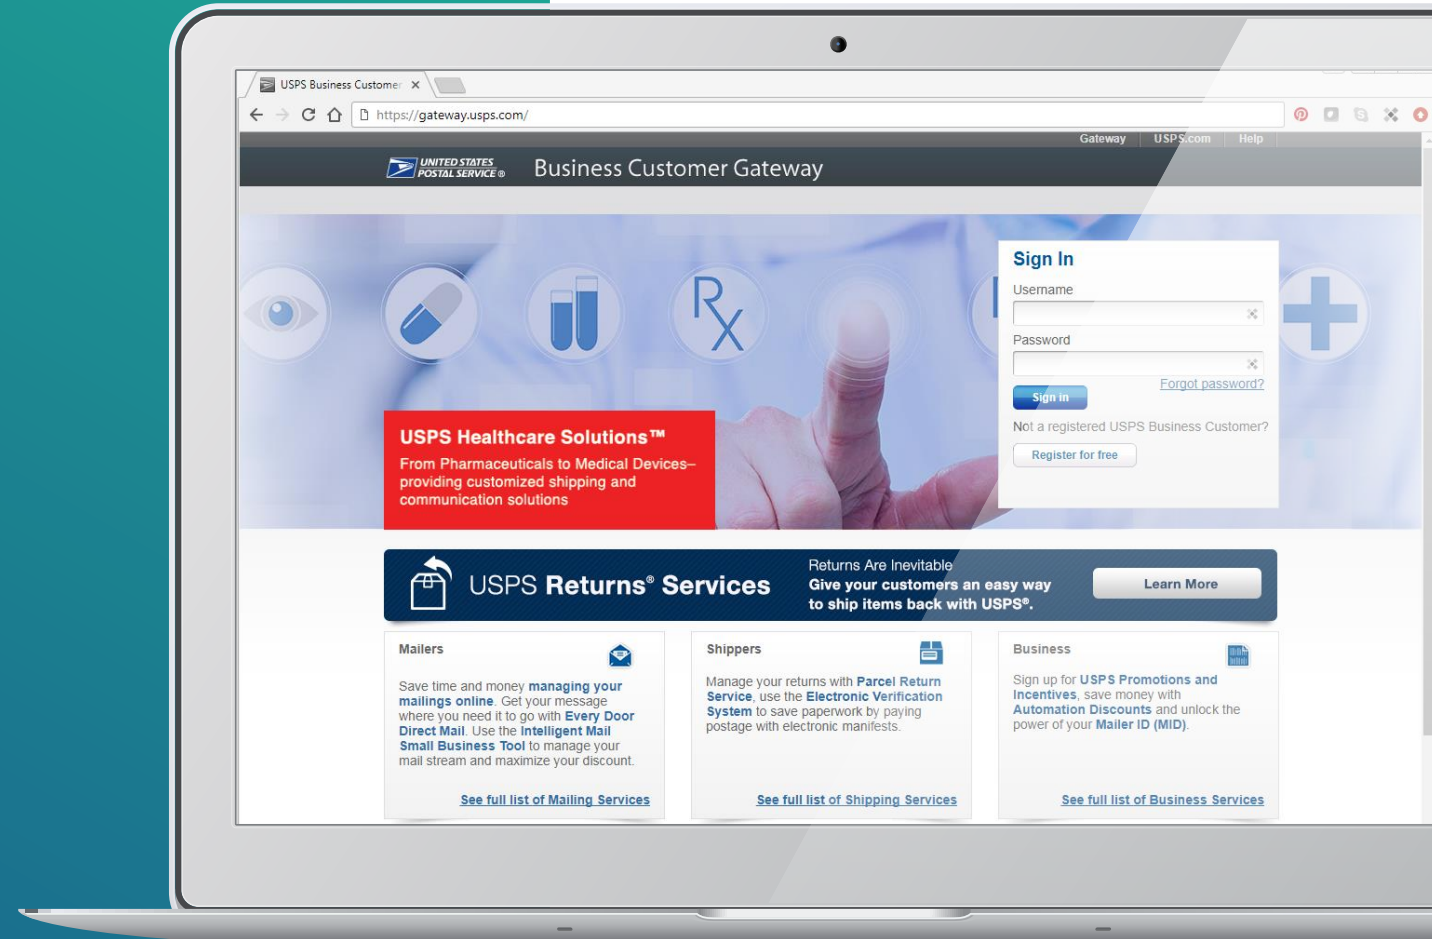 USPS Business Customer
https://gateway.usps.com/
Gateway USPS.com Help
UNITED STATES
POSTAL SERVICE ®
Business Customer Gateway
Sign In
Username
Password
Forgot password?
Sign in
Not a registered USPS Business Customer?
Register for free
Rx
USPS Healthcare Solutions™
From Pharmaceuticals to Medical Devices–
providing customized shipping and
communication solutions
USPS Returns® Services
Returns Are Inevitable
Give your customers an easy way
to ship items back with USPS®.
Learn More
Mailers
Save time and money managing your
mailings online. Get your message
where you need it to go with Every Door
Direct Mail. Use the Intelligent Mail
Small Business Tool to manage your
mail stream and maximize your discount.
See full list of Mailing Services
Shippers
Manage your returns with Parcel Return
Service, use the Electronic Verification
System to save paperwork by paying
postage with electronic manifests.
See full list of Shipping Services
Business
Sign up for USPS Promotions and
Incentives, save money with
Automation Discounts and unlock the
power of your Mailer ID (MID).
See full list of Business Services